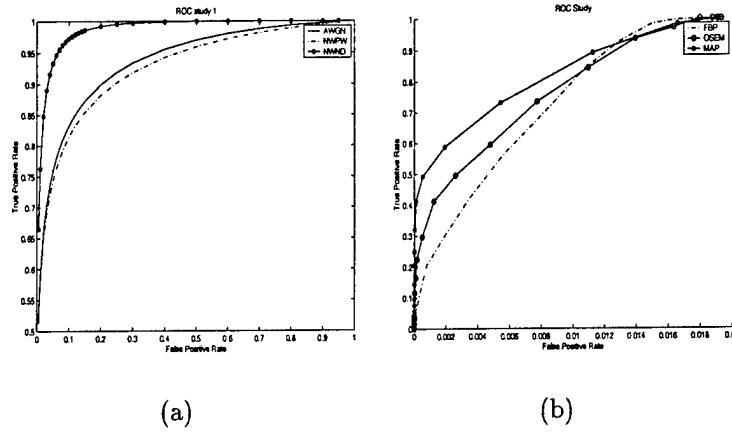 ROC study 1
AWGN
NWPW
NWND
1
0.95
0.9
0.85
0.8
0.75
0.7
0.65
0.6
0.55
0.5
True Positive Rate
0 0.1 0.2 0.3 0.4 0.5 0.6 0.7 0.8 0.9 1
False Positive Rate
(a)
ROC Study
FBP
OSEM
MAP
1
0.9
0.8
0.7
0.6
0.5
0.4
0.3
0.2
0.1
0
True Positive Rate
0 0.002 0.004 0.006 0.008 0.01 0.012 0.014 0.016 0.018
False Positive Rate
(b)